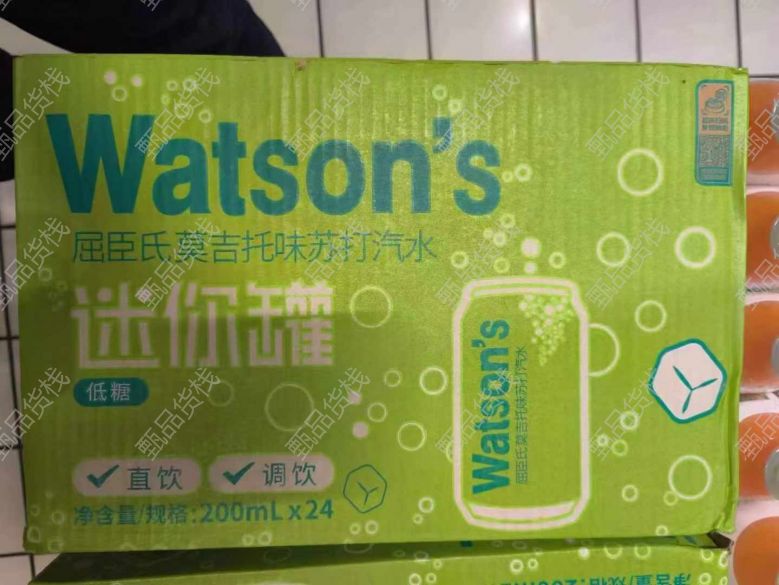 Watson's
屈臣氏莫吉托味苏打汽水
迷你罐
低糖
直饮
调饮
净含量/规格:200mL x24
Watson's
屈臣氏莫吉托味苏打汽水
甄品货栈